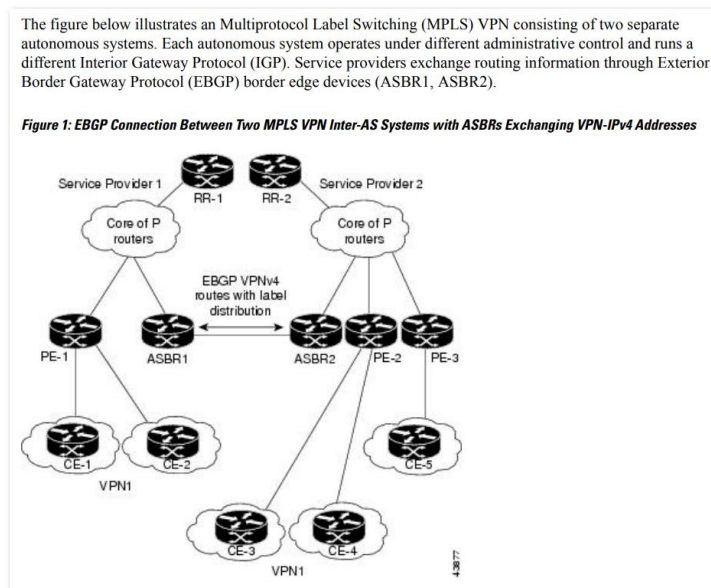 The figure below illustrates an Multiprotocol Label Switching (MPLS) VPN consisting of two separate
autonomous systems. Each autonomous system operates under different administrative control and runs a
different Interior Gateway Protocol (IGP). Service providers exchange routing information through Exterior
Border Gateway Protocol (EBGP) border edge devices (ASBR1, ASBR2).
Figure 1: EBGP Connection Between Two MPLS VPN Inter-AS Systems with ASBRs Exchanging VPN-IPv4 Addresses
Service Provider 1
RR-1
RR-2
Service Provider 2
Core of P
routers
Core of P
routers
EBGP VPNv4
routes with label
distribution
PE-1
ASBR1
ASBR2
PE-2
PE-3
CE-1
CE-2
CE-5
VPN1
CE-3
CE-4
VPN1
43877